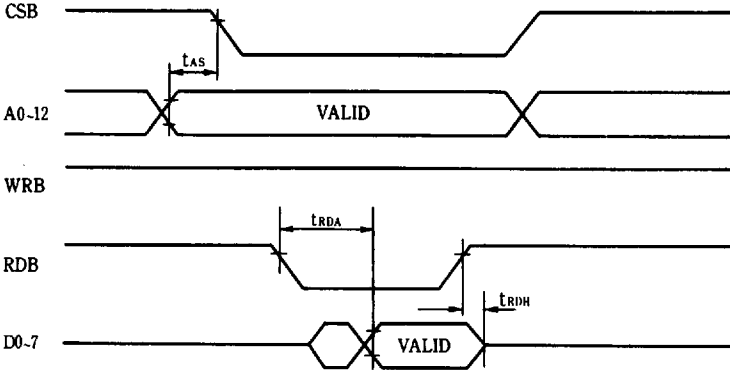 CSB
tAS
A0~12
VALID
WRB
tRDA
RDB
tRDH
D0~7
VALID